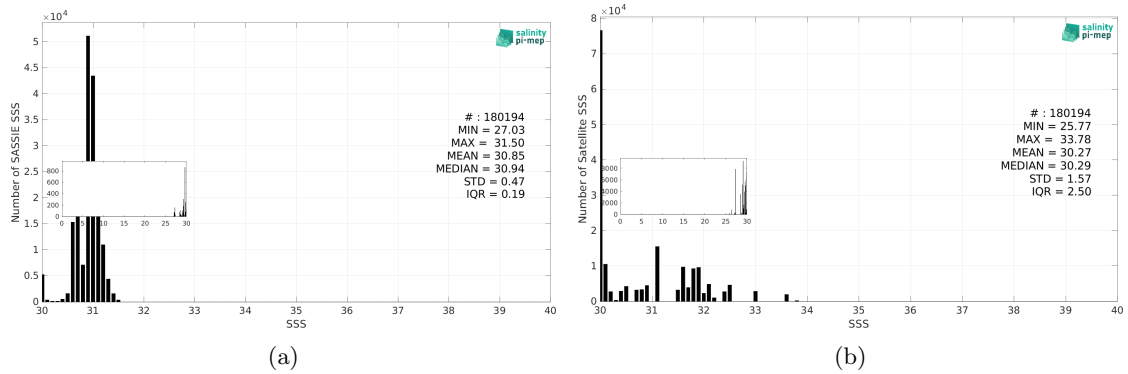 ×10⁴
5
4.5
4
3.5
3
2.5
2
1.5
1
0.5
0
Number of SASSIE SSS
salinity
pi-mep
# : 180194
MIN = 27.03
MAX = 31.50
MEAN = 30.85
MEDIAN = 30.94
STD = 0.47
IQR = 0.19
800
600
400
200
0
0 5 10 15 20 25 30
30 31 32 33 34 35 36 37 38 39 40
SSS
(a)
8 ×10⁴
7
6
5
4
3
2
1
0
Number of Satellite SSS
salinity
pi-mep
# : 180194
MIN = 25.77
MAX = 33.78
MEAN = 30.27
MEDIAN = 30.29
STD = 1.57
IQR = 2.50
8000
6000
4000
2000
0
0 5 10 15 20 25 30
30 31 32 33 34 35 36 37 38 39 40
SSS
(b)